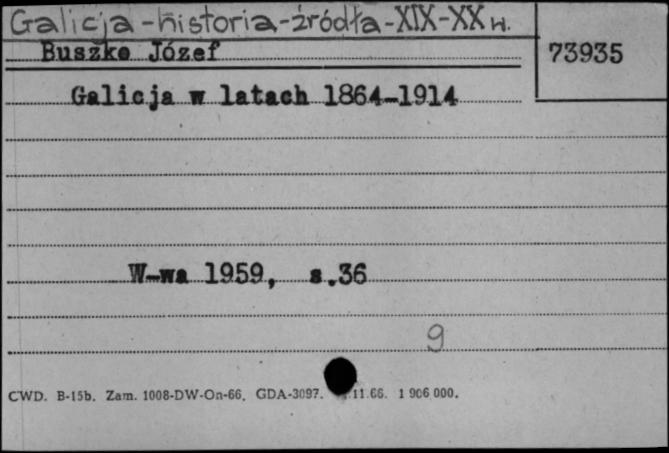 Galicja-historia-źródła-XIX-XX w.
Buszko Józef
73935
Galicja w latach 1864-1914
W-wa 1959, s.36
9
CWD. B-15b. Zam. 1008-DW-On-66. GDA-3097. .11.66. 1 906 000.